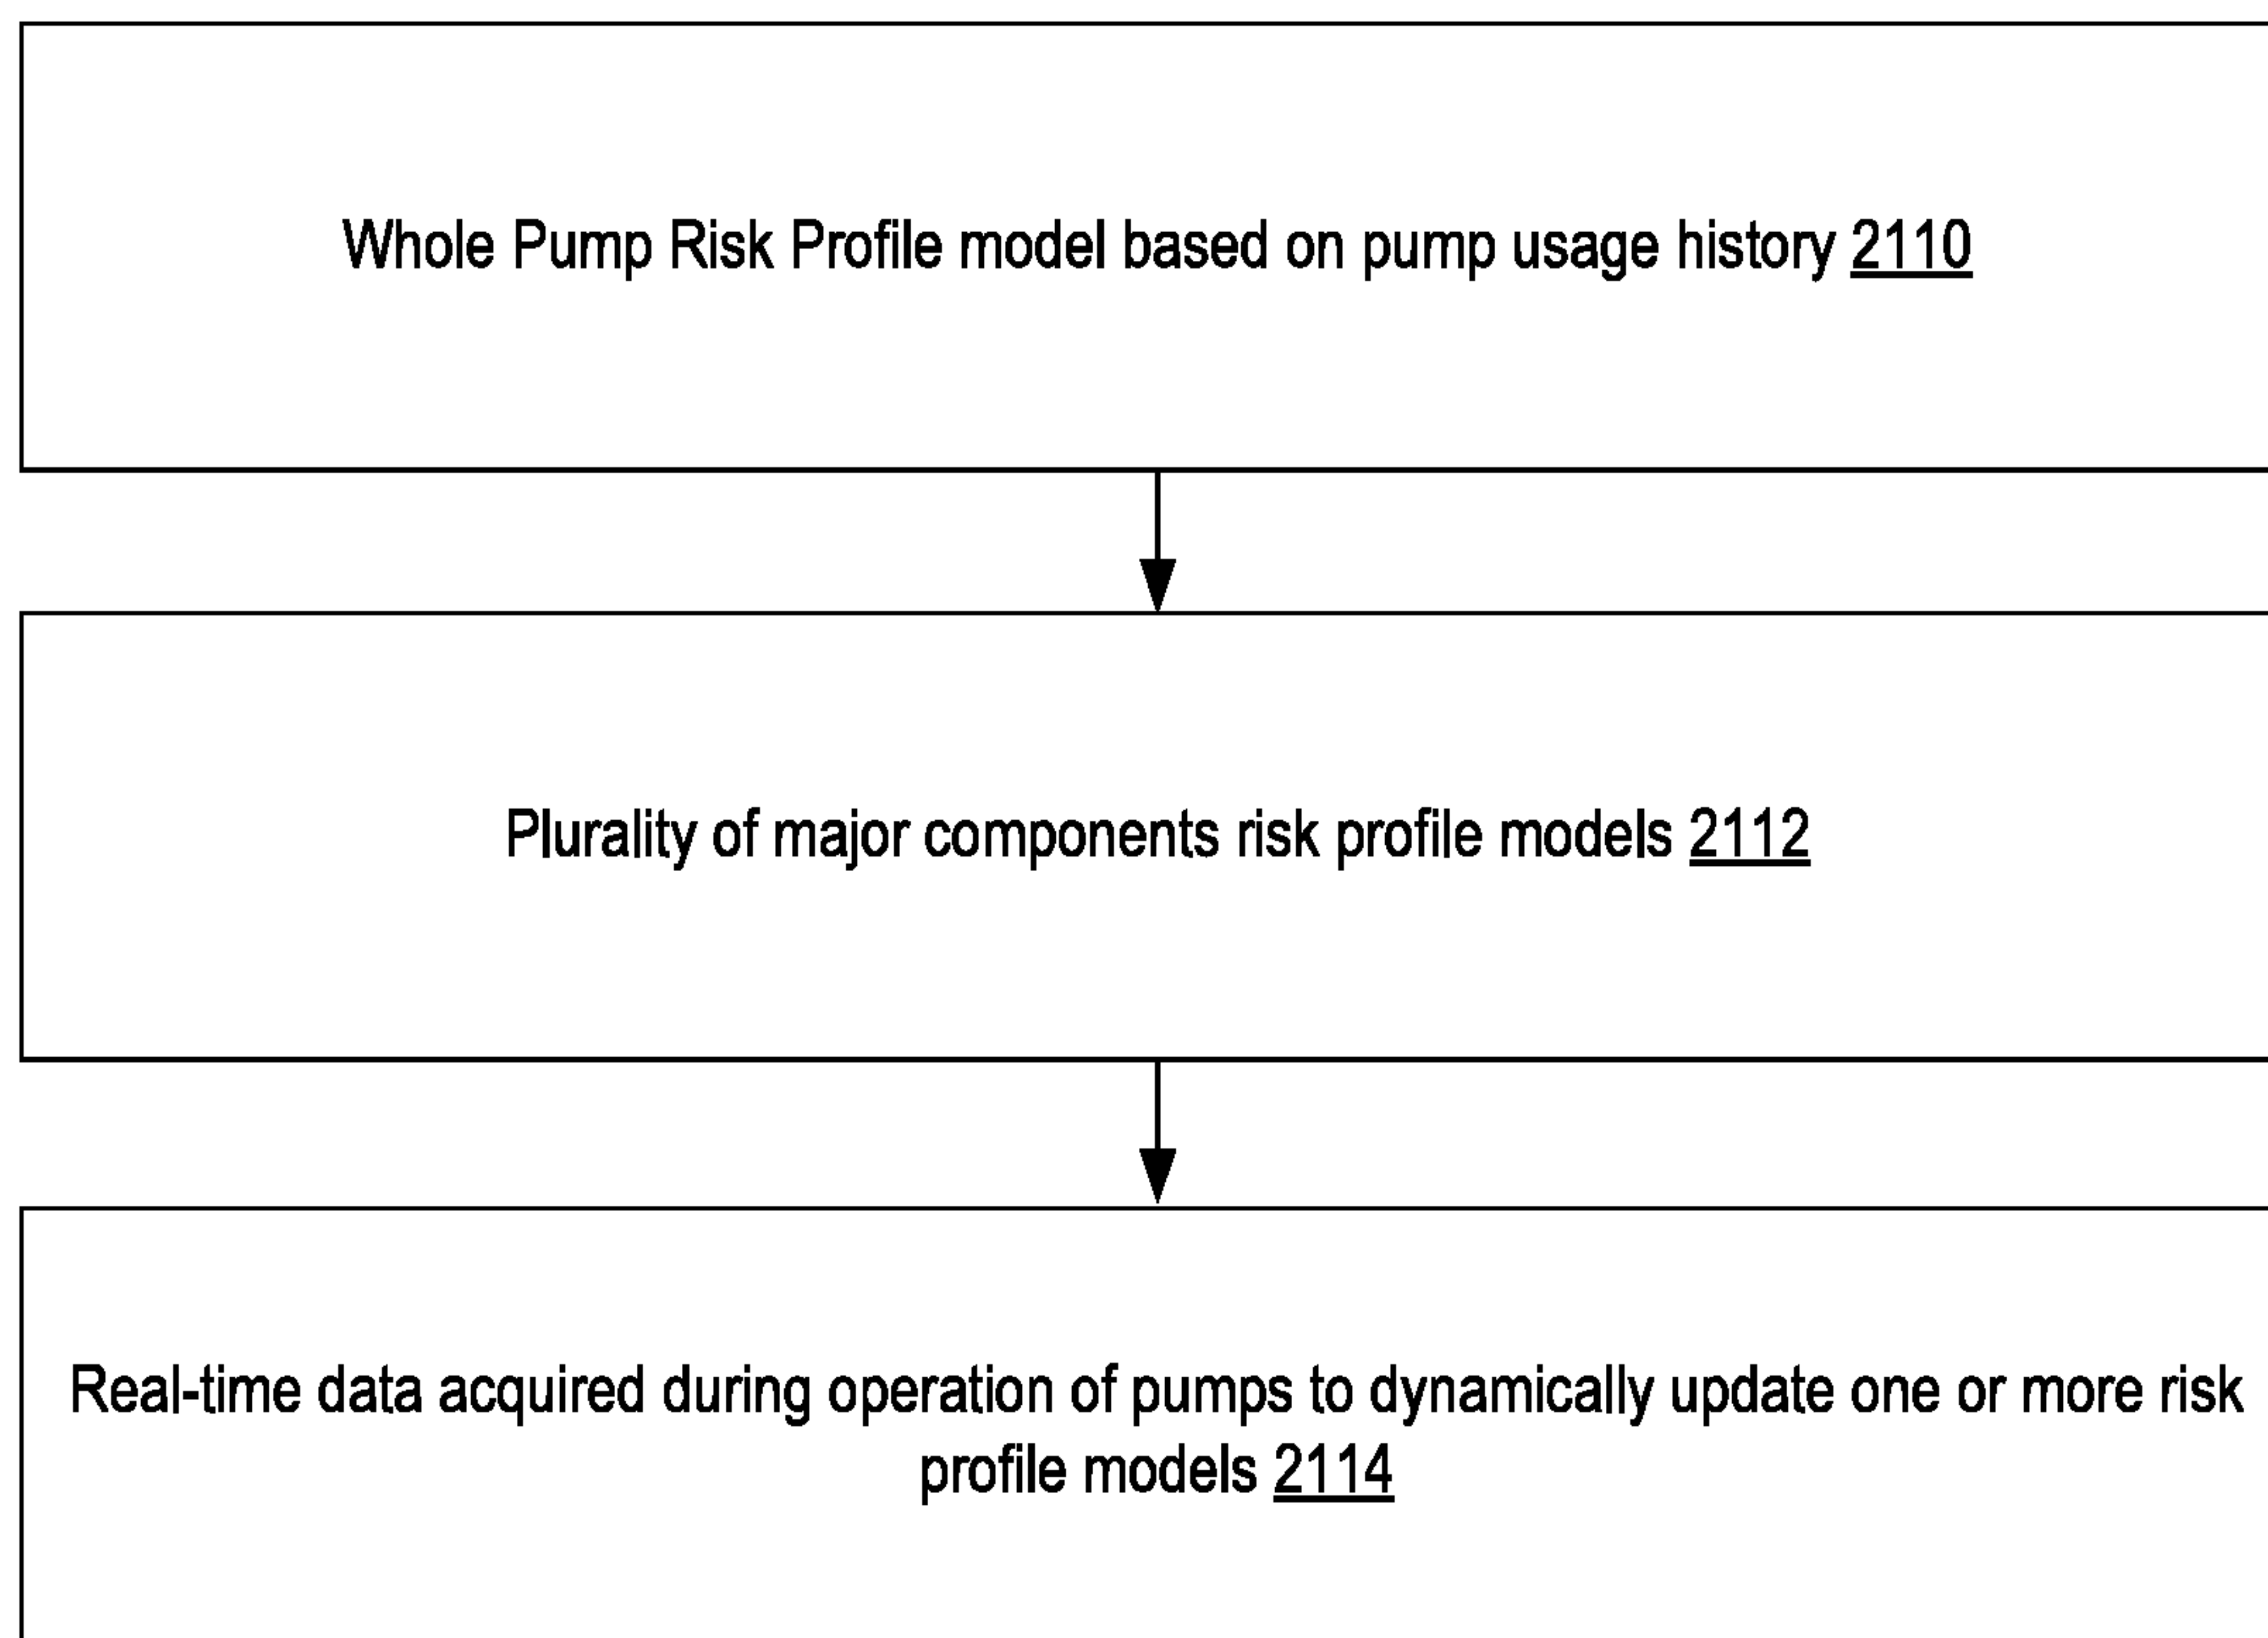 Whole Pump Risk Profile model based on pump usage history 2110
Plurality of major components risk profile models 2112
Real-time data acquired during operation of pumps to dynamically update one or more risk
profile models 2114